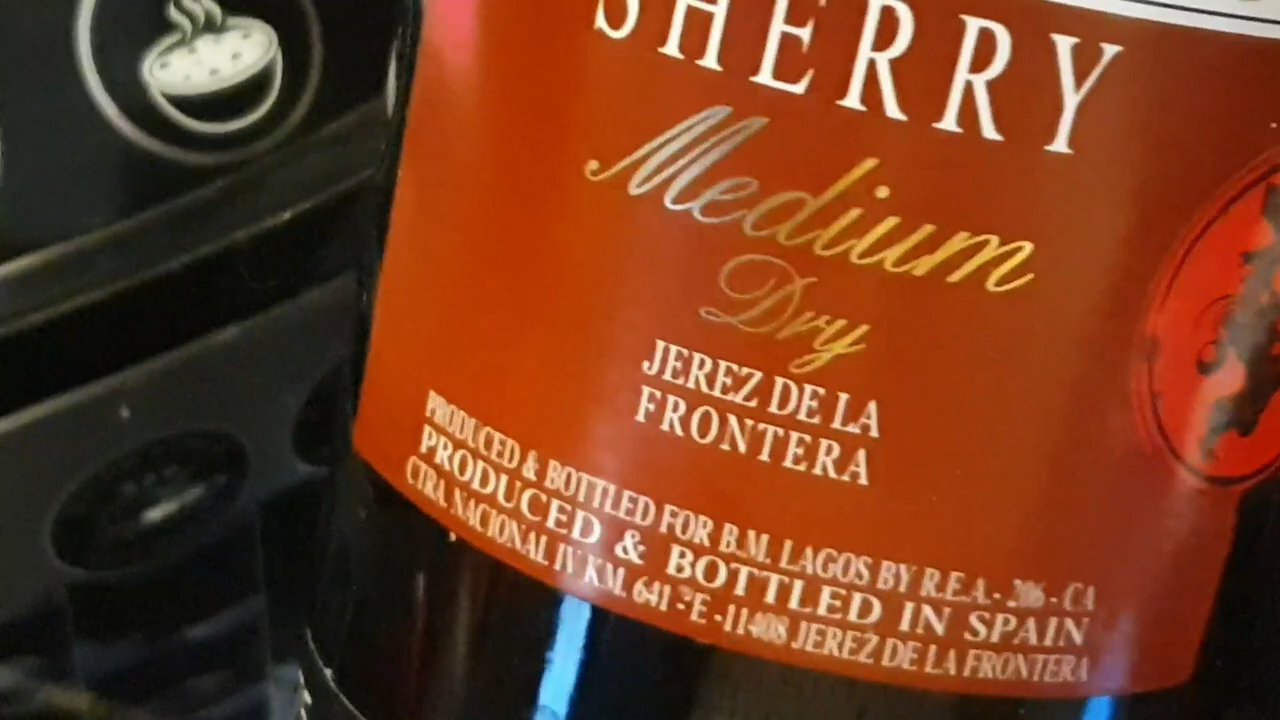 SHERRY
Medium
Dry
JEREZ DE LA
FRONTERA
PRODUCED & BOTTLED FOR B.M. LAGOS BY R.E.A.- 206 - CA
PRODUCED & BOTTLED IN SPAIN
CTRA. NACIONAL IV KM. 641 - E -11408 JEREZ DE LA FRONTERA